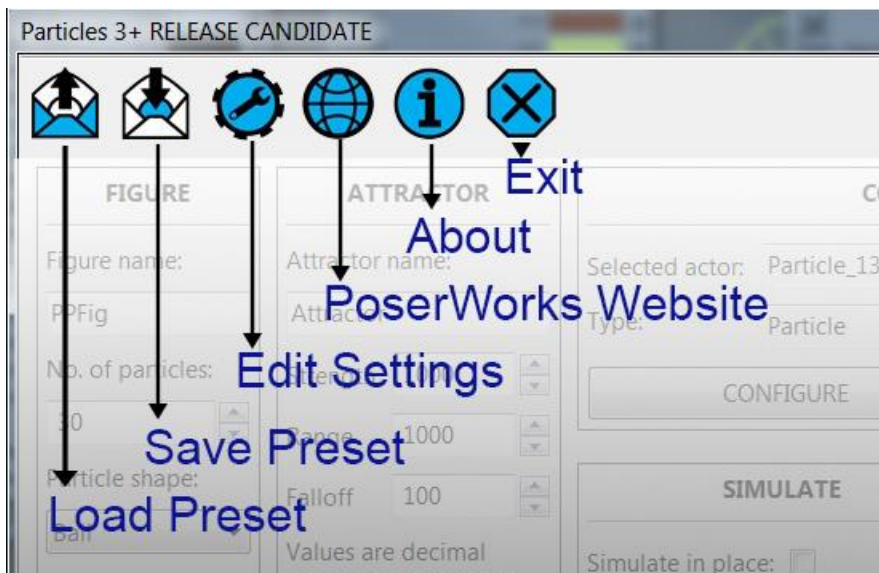 Particles 3+ RELEASE CANDIDATE
Exit
About
PoserWorks Website
Edit Settings
Save Preset
Load Preset
FIGURE
Figure name:
PPFig
No. of particles:
30
Particle shape:
Ball
ATTRACTOR
Attractor name:
Attractor
Strength 1000
Range 1000
Falloff 100
Values are decimal
Selected actor: Particle_13
Type: Particle
CONFIGURE
SIMULATE
Simulate in place: